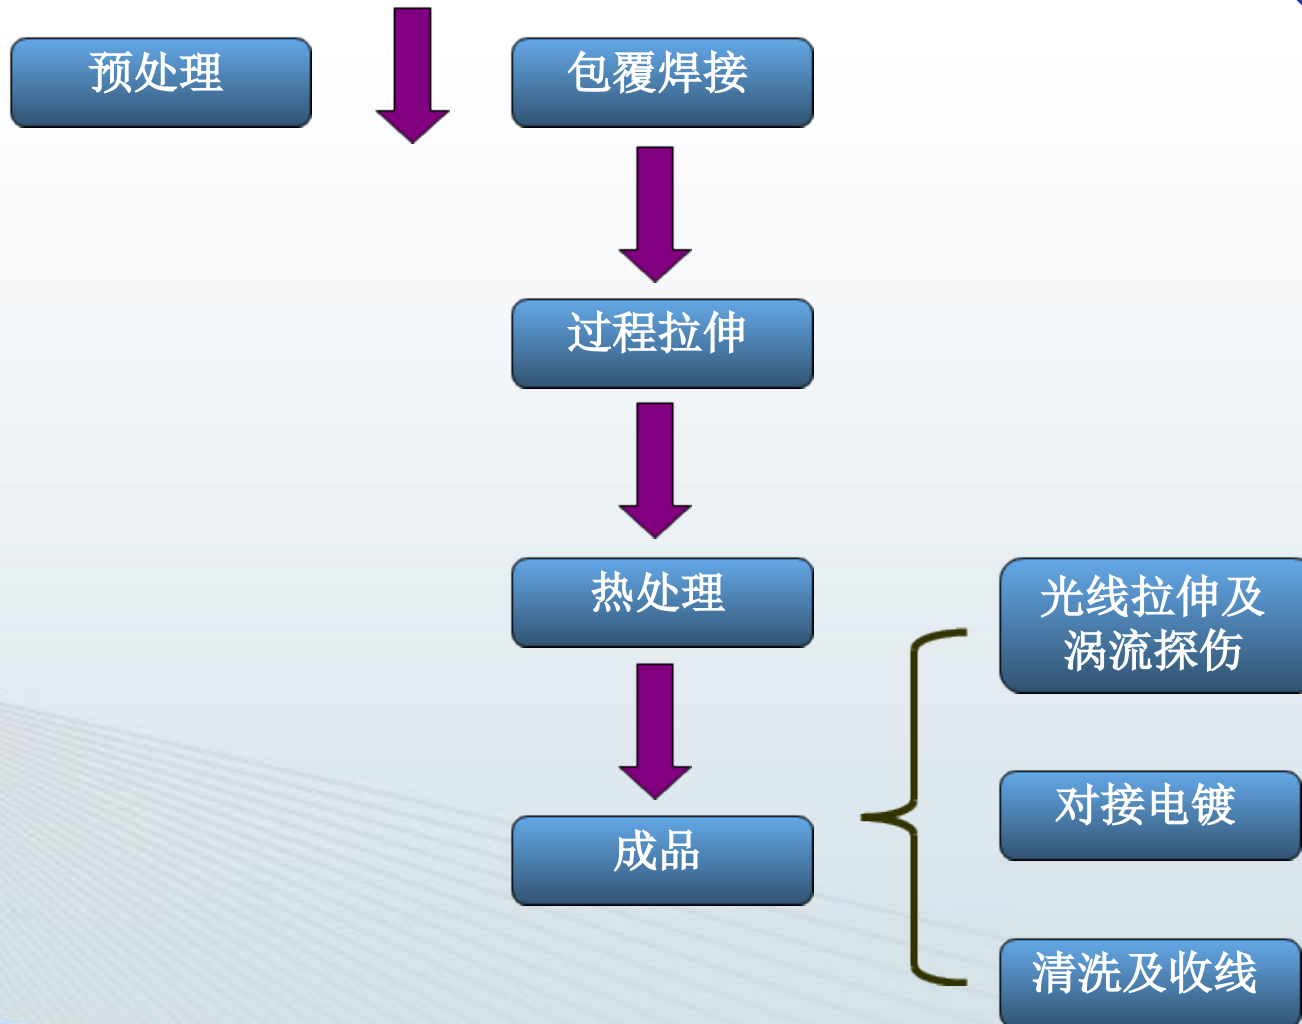 预处理
包覆焊接
过程拉伸
热处理
光线拉伸及
涡流探伤
对接电镀
成品
清洗及收线